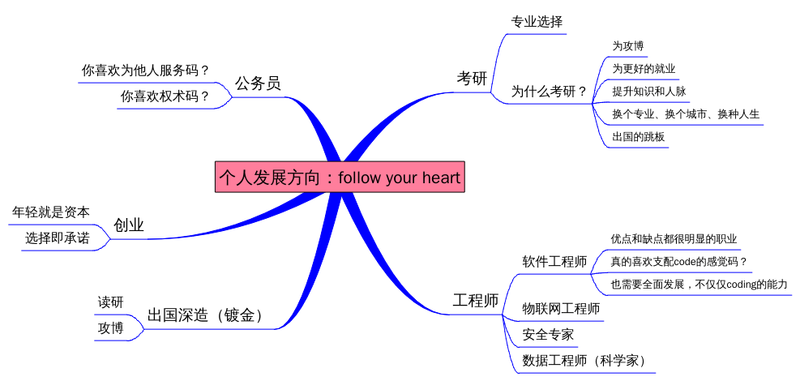 个人发展方向：follow your heart
考研
专业选择
为什么考研？
为攻博
为更好的就业
提升知识和人脉
换个专业、换个城市、换种人生
出国的跳板
工程师
软件工程师
优点和缺点都很明显的职业
真的喜欢支配code的感觉码？
也需要全面发展，不仅仅coding的能力
物联网工程师
安全专家
数据工程师（科学家）
公务员
你喜欢为他人服务码？
你喜欢权术码？
创业
年轻就是资本
选择即承诺
出国深造（镀金）
读研
攻博